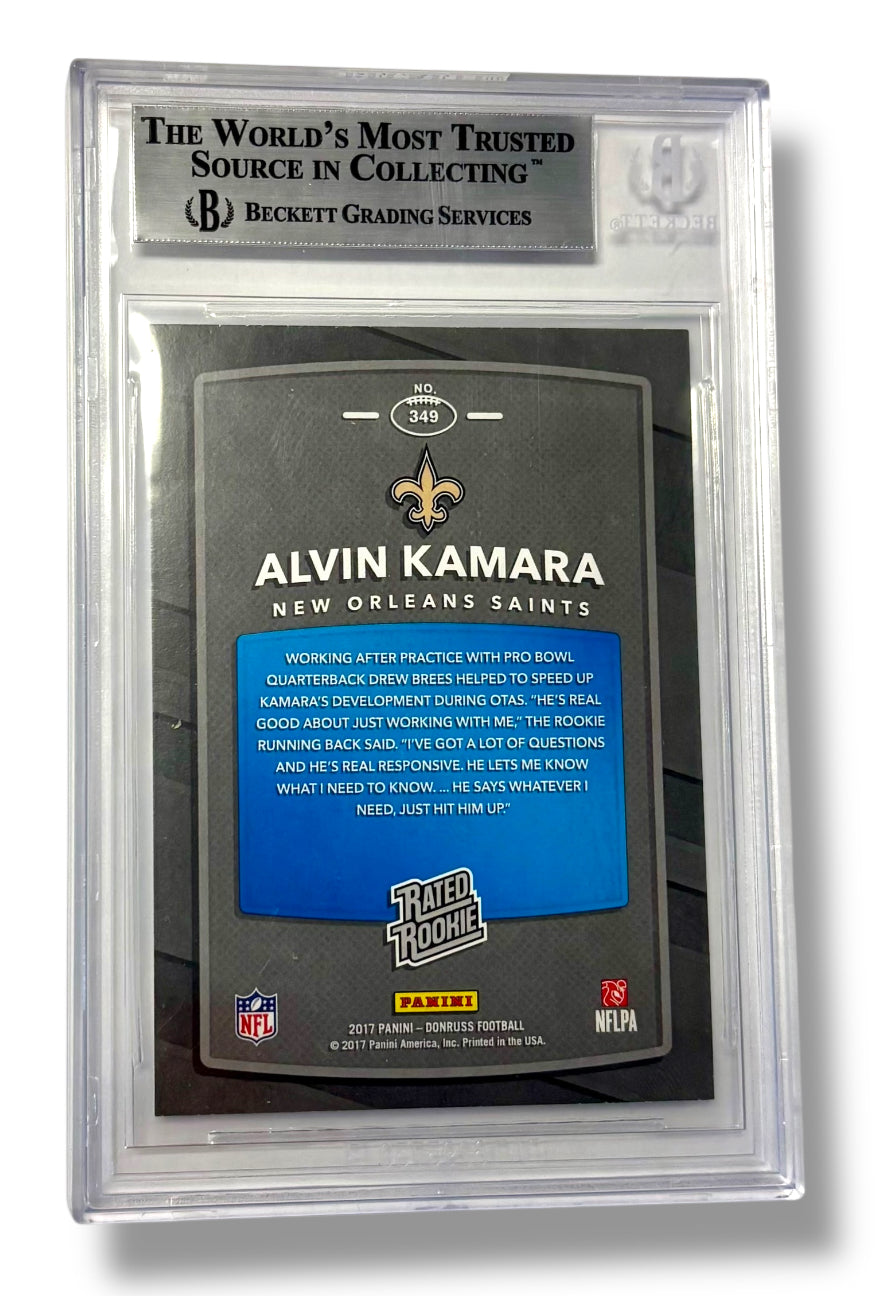 THE WORLD'S MOST TRUSTED
SOURCE IN COLLECTING™
B BECKETT GRADING SERVICES
B
BECKETT®
NO.
349
ALVIN KAMARA
NEW ORLEANS SAINTS
WORKING AFTER PRACTICE WITH PRO BOWL
QUARTERBACK DREW BREES HELPED TO SPEED UP
KAMARA'S DEVELOPMENT DURING OTAS. "HE'S REAL
GOOD ABOUT JUST WORKING WITH ME," THE ROOKIE
RUNNING BACK SAID. "I'VE GOT A LOT OF QUESTIONS
AND HE'S REAL RESPONSIVE. HE LETS ME KNOW
WHAT I NEED TO KNOW. ... HE SAYS WHATEVER I
NEED, JUST HIT HIM UP."
RATED
ROOKIE
NFL
PANINI
NFLPA
2017 PANINI – DONRUSS FOOTBALL
© 2017 Panini America, Inc. Printed in the USA.